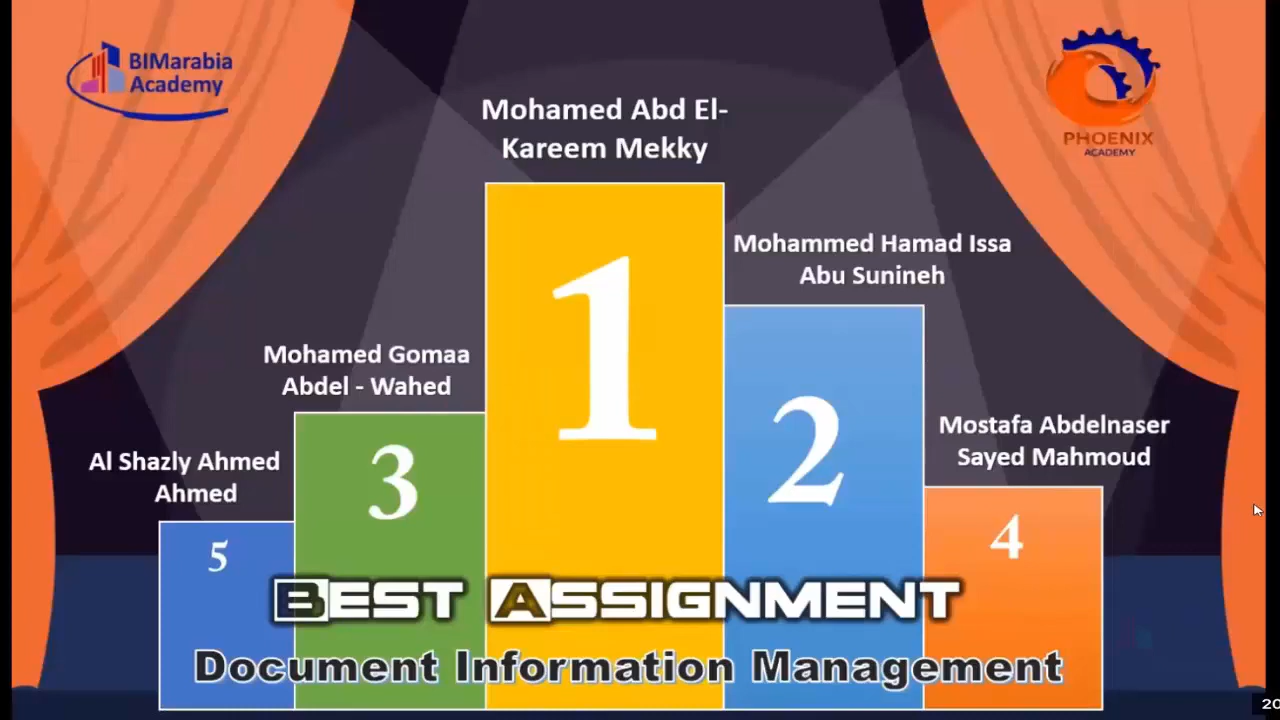 BIMarabia
Academy
PHOENIX
ACADEMY
Mohamed Abd El-
Kareem Mekky
1
Mohammed Hamad Issa
Abu Sunineh
2
Mohamed Gomaa
Abdel - Wahed
3
Mostafa Abdelnaser
Sayed Mahmoud
4
Al Shazly Ahmed
Ahmed
5
BEST ASSIGNMENT
Document Information Management
20